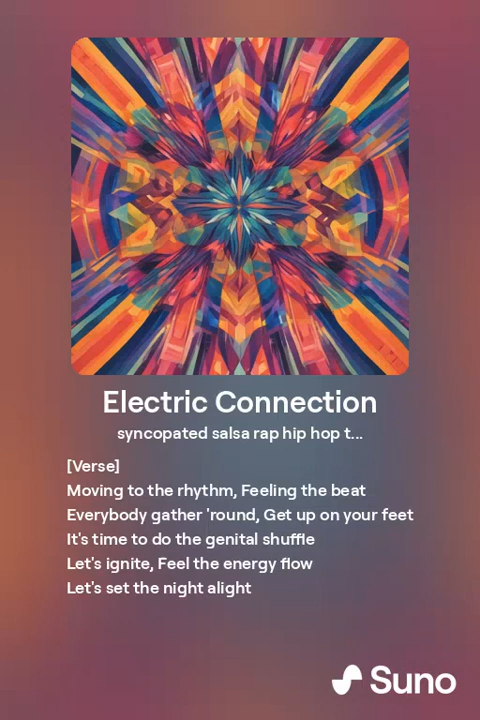 Electric Connection
syncopated salsa rap hip hop t...
[Verse]
Moving to the rhythm, Feeling the beat
Everybody gather 'round, Get up on your feet
It's time to do the genital shuffle
Let's ignite, Feel the energy flow
Let's set the night alight
Suno